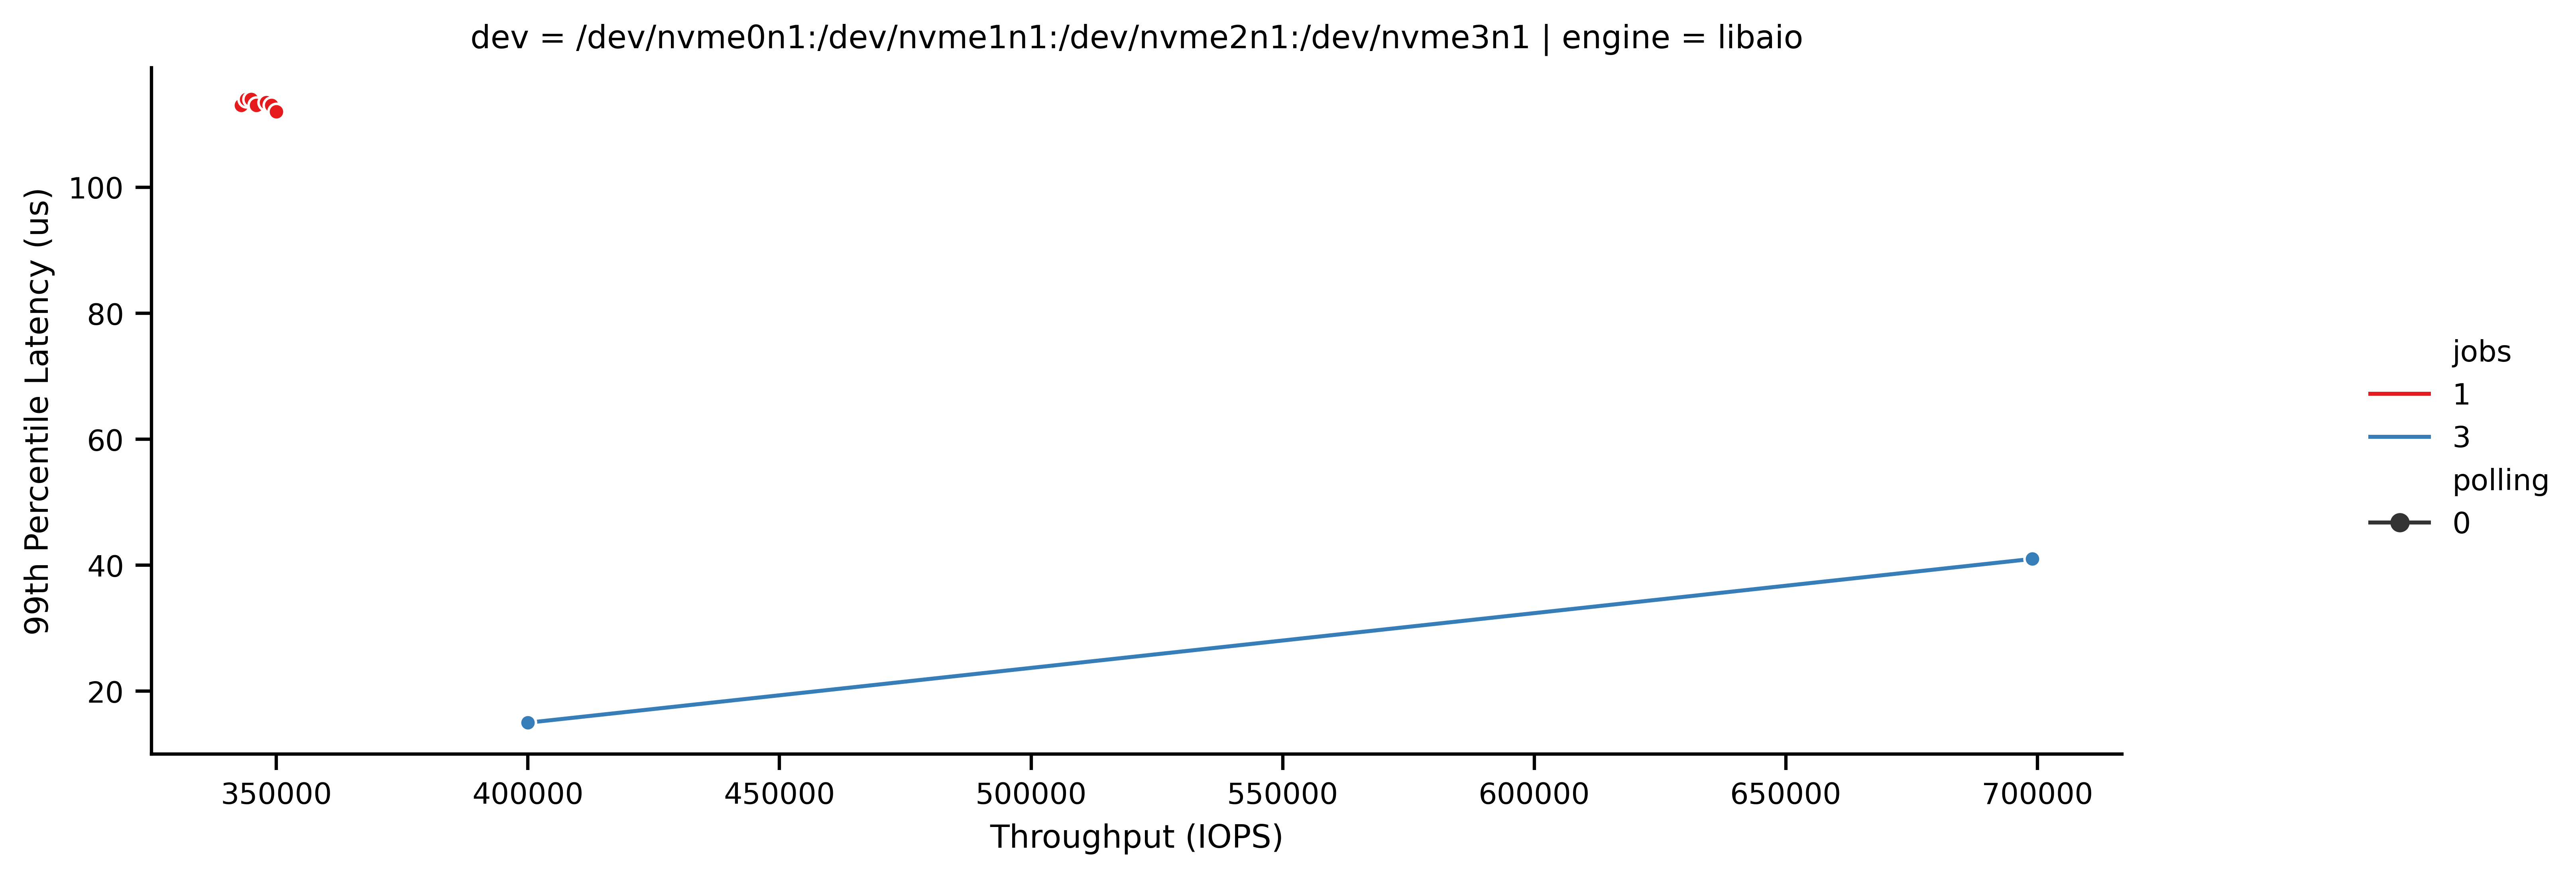 dev = /dev/nvme0n1:/dev/nvme1n1:/dev/nvme2n1:/dev/nvme3n1 | engine = libaio
99th Percentile Latency (us)
100
80
60
40
20
350000 400000 450000 500000 550000 600000 650000 700000
Throughput (IOPS)
jobs
1
3
polling
0